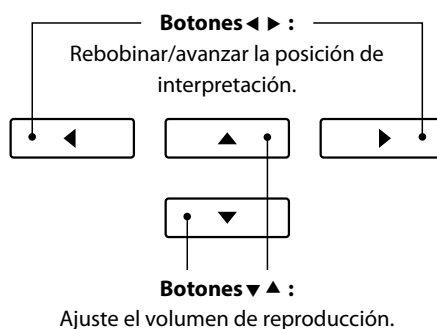 Botones ◀ ▶ :
Rebobinar/avanzar la posición de
interpretación.
Botones ▼ ▲ :
Ajuste el volumen de reproducción.